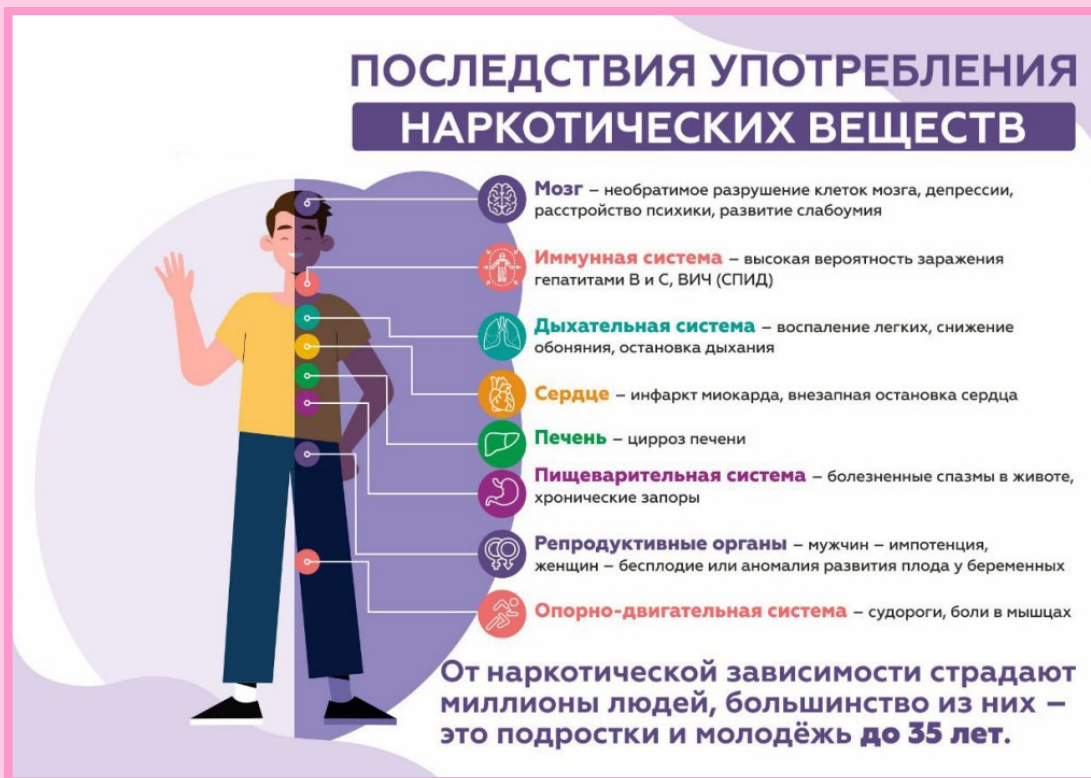 ПОСЛЕДСТВИЯ УПОТРЕБЛЕНИЯ
НАРКОТИЧЕСКИХ ВЕЩЕСТВ
Мозг – необратимое разрушение клеток мозга, депрессии,
расстройство психики, развитие слабоумия
Иммунная система – высокая вероятность заражения
гепатитами В и С, ВИЧ (СПИД)
Дыхательная система – воспаление легких, снижение
обоняния, остановка дыхания
Сердце – инфаркт миокарда, внезапная остановка сердца
Печень – цирроз печени
Пищеварительная система – болезненные спазмы в животе,
хронические запоры
Репродуктивные органы – мужчин – импотенция,
женщин – бесплодие или аномалия развития плода у беременных
Опорно-двигательная система – судороги, боли в мышцах
От наркотической зависимости страдают
миллионы людей, большинство из них –
это подростки и молодёжь до 35 лет.